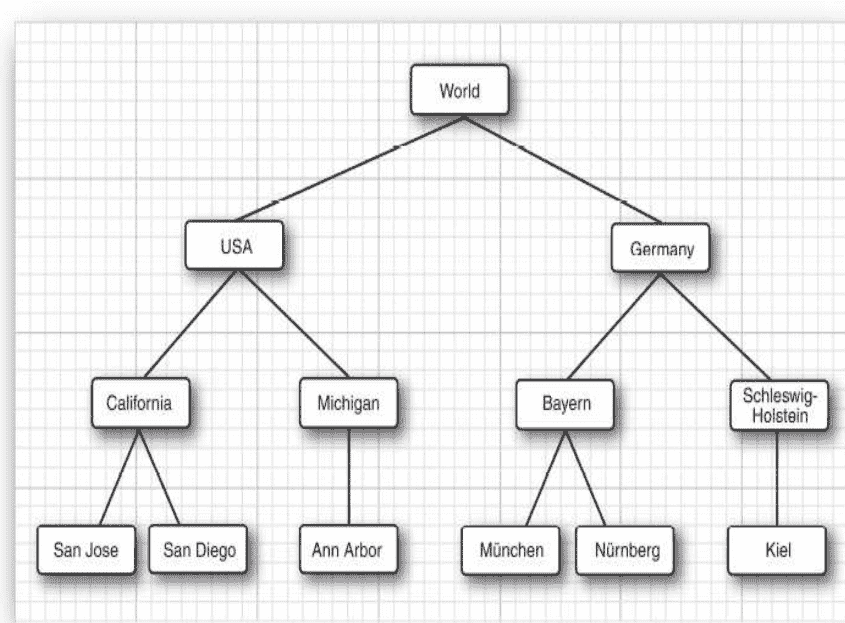 World
USA
Germany
California
Michigan
Bayern
Schleswig-
Holstein
San Jose
San Diego
Ann Arbor
München
Nürnberg
Kiel